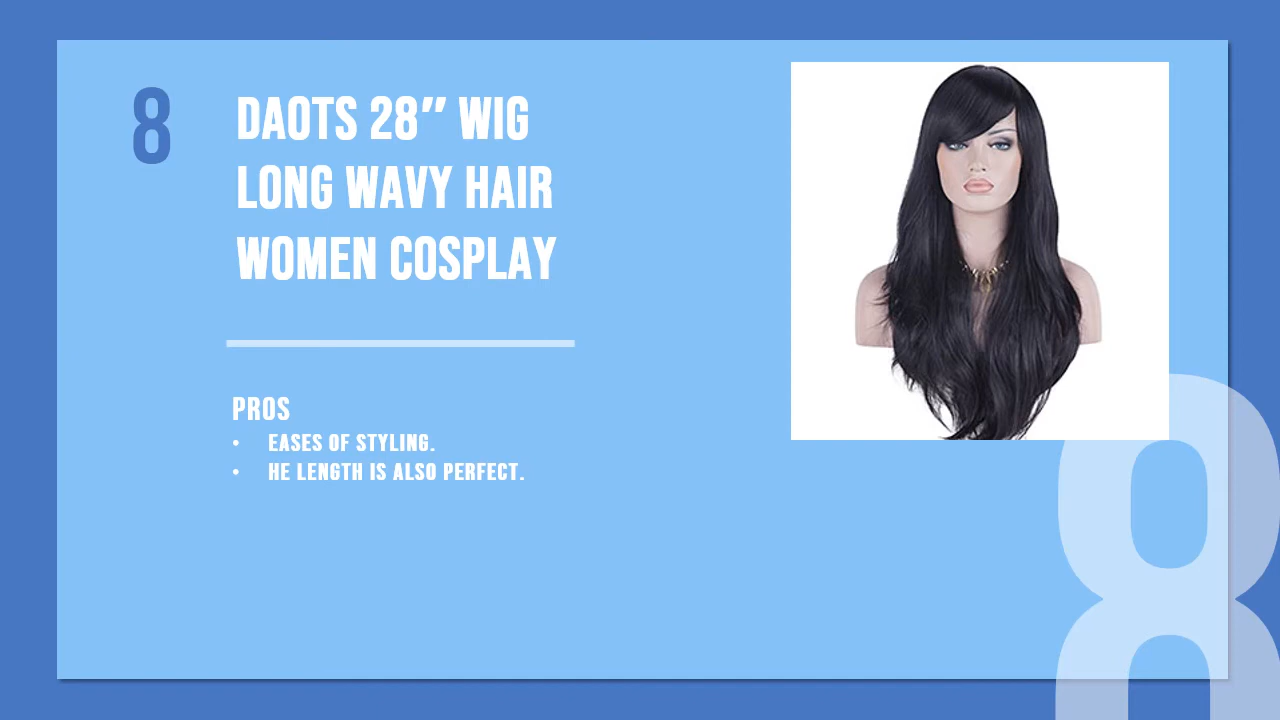 8
DAOTS 28″ WIG
LONG WAVY HAIR
WOMEN COSPLAY
PROS
• EASES OF STYLING.
• HE LENGTH IS ALSO PERFECT.
8